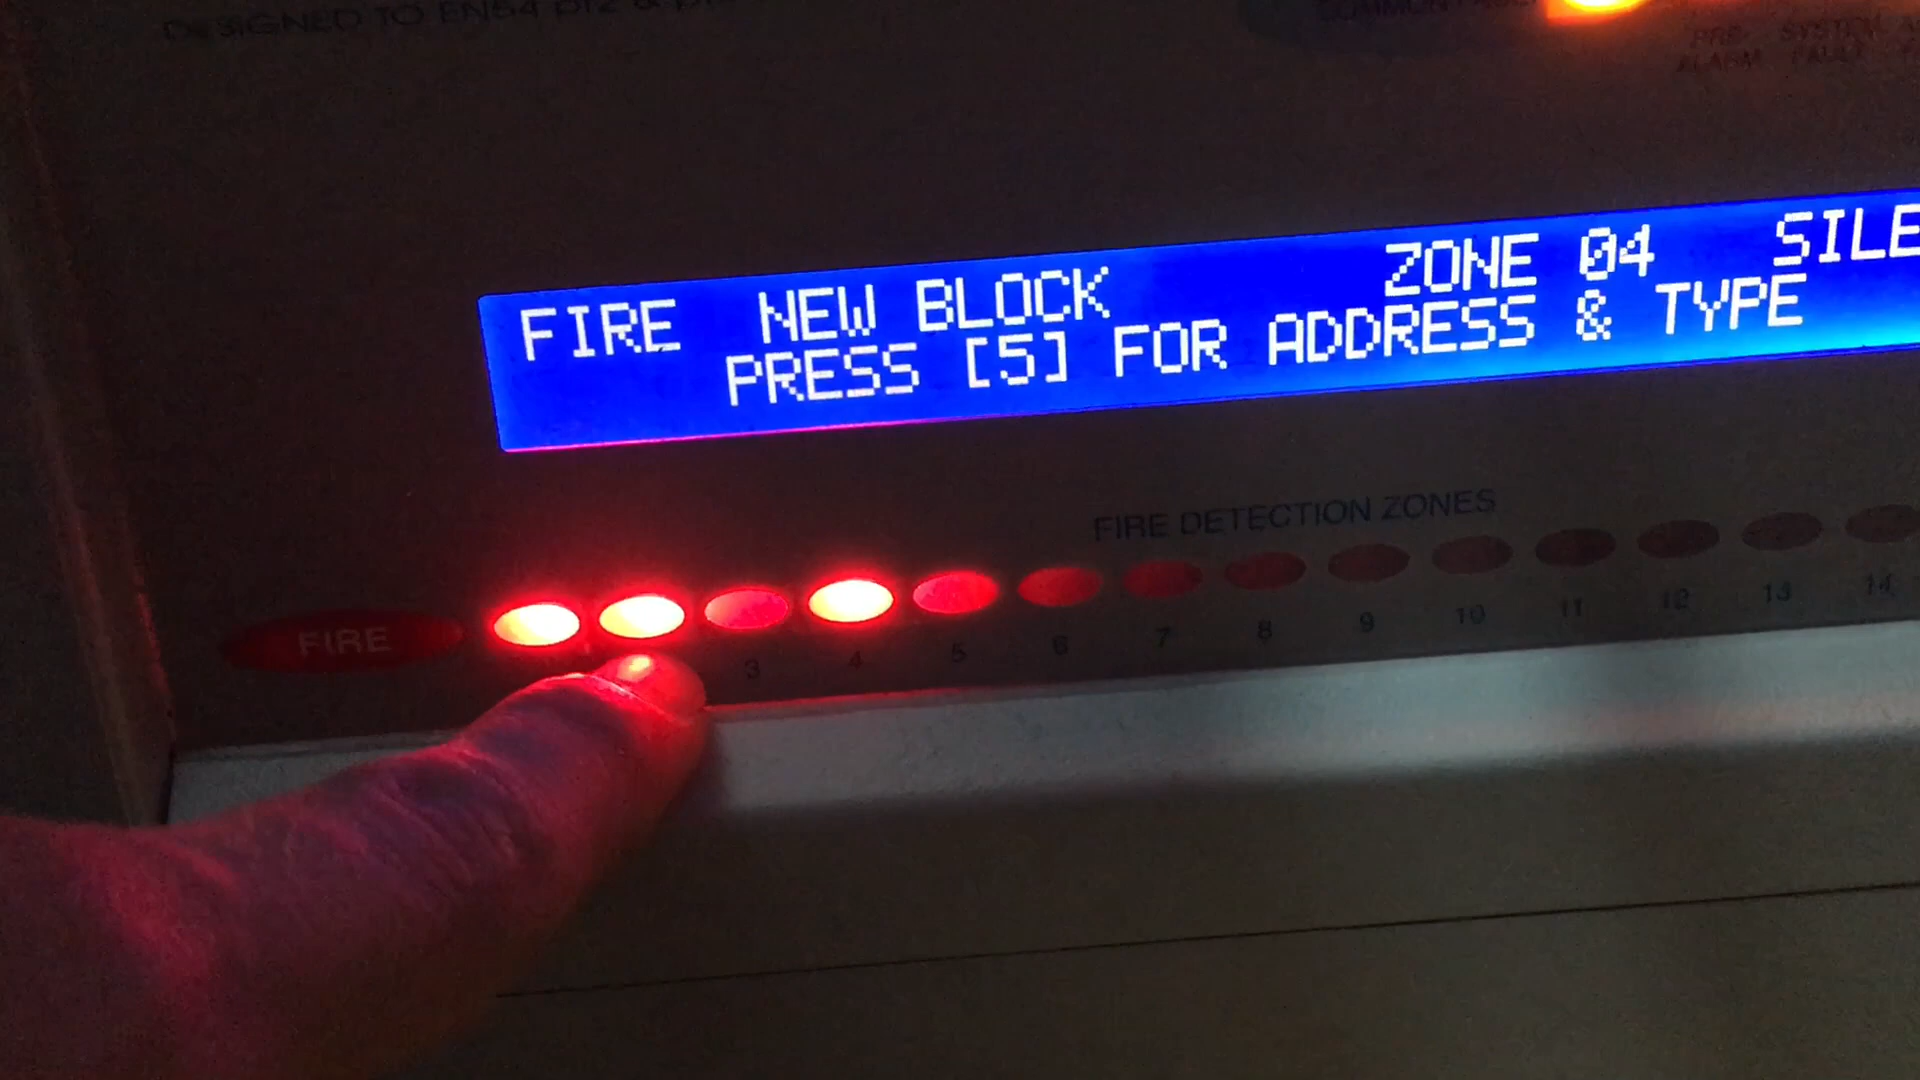 DESIGNED TO EN54 pt2 & pt4
COMMON
PRE- SYSTEM
ALARM FAULT
FIRE NEW BLOCK ZONE 04 SILE
PRESS [5] FOR ADDRESS & TYPE
FIRE DETECTION ZONES
FIRE
3 4 5 6 7 8 9 10 11 12 13 14